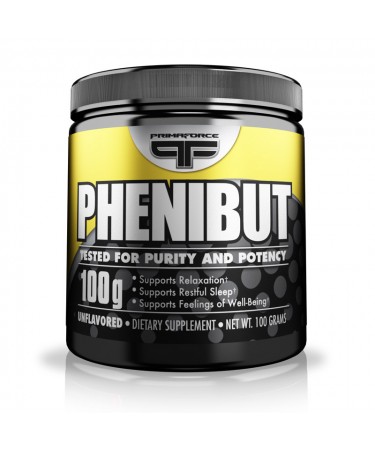 PRIMAFORCE
PHENIBUT
TESTED FOR PURITY AND POTENCY
100g
• Supports Relaxation†
• Supports Restful Sleep†
• Supports Feelings of Well-Being†
UNFLAVORED • DIETARY SUPPLEMENT • NET WT. 100 GRAMS